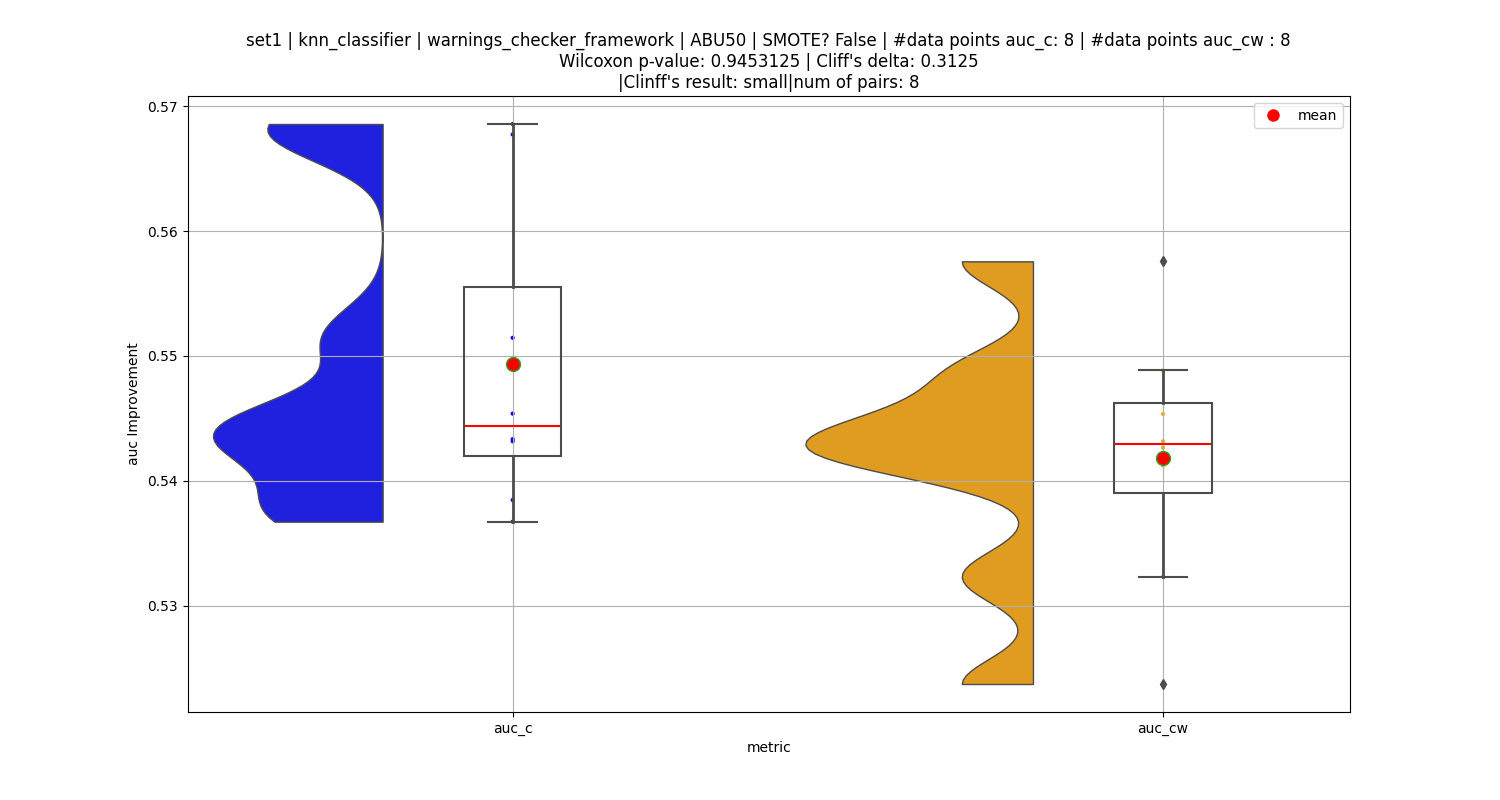 set1 | knn_classifier | warnings_checker_framework | ABU50 | SMOTE? False | #data points auc_c: 8 | #data points auc_cw : 8
Wilcoxon p-value: 0.9453125 | Cliff's delta: 0.3125
|Clinff's result: small|num of pairs: 8
mean
0.57
0.56
0.55
0.54
0.53
auc Improvement
auc_c
auc_cw
metric